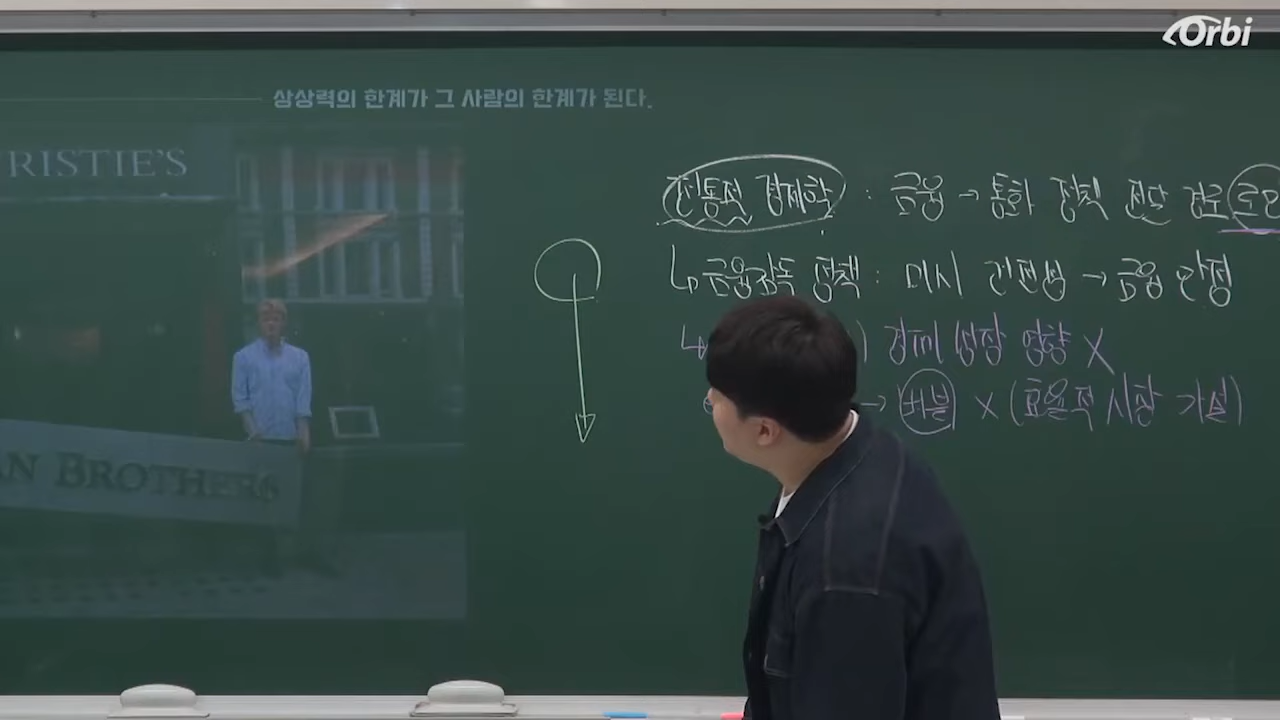 Orbi
상상력의 한계가 그 사람의 한계가 된다.
RISTIE'S
전통적 경제학 : 금융 → 통화 정책 전달 경로
↳ 금융감독 정책 : 미시 건전성 → 금융 안정
↳ ) 경제 성장 영향 X
→ 버블 X (효율적 시장 가설)
AN BROTHERS